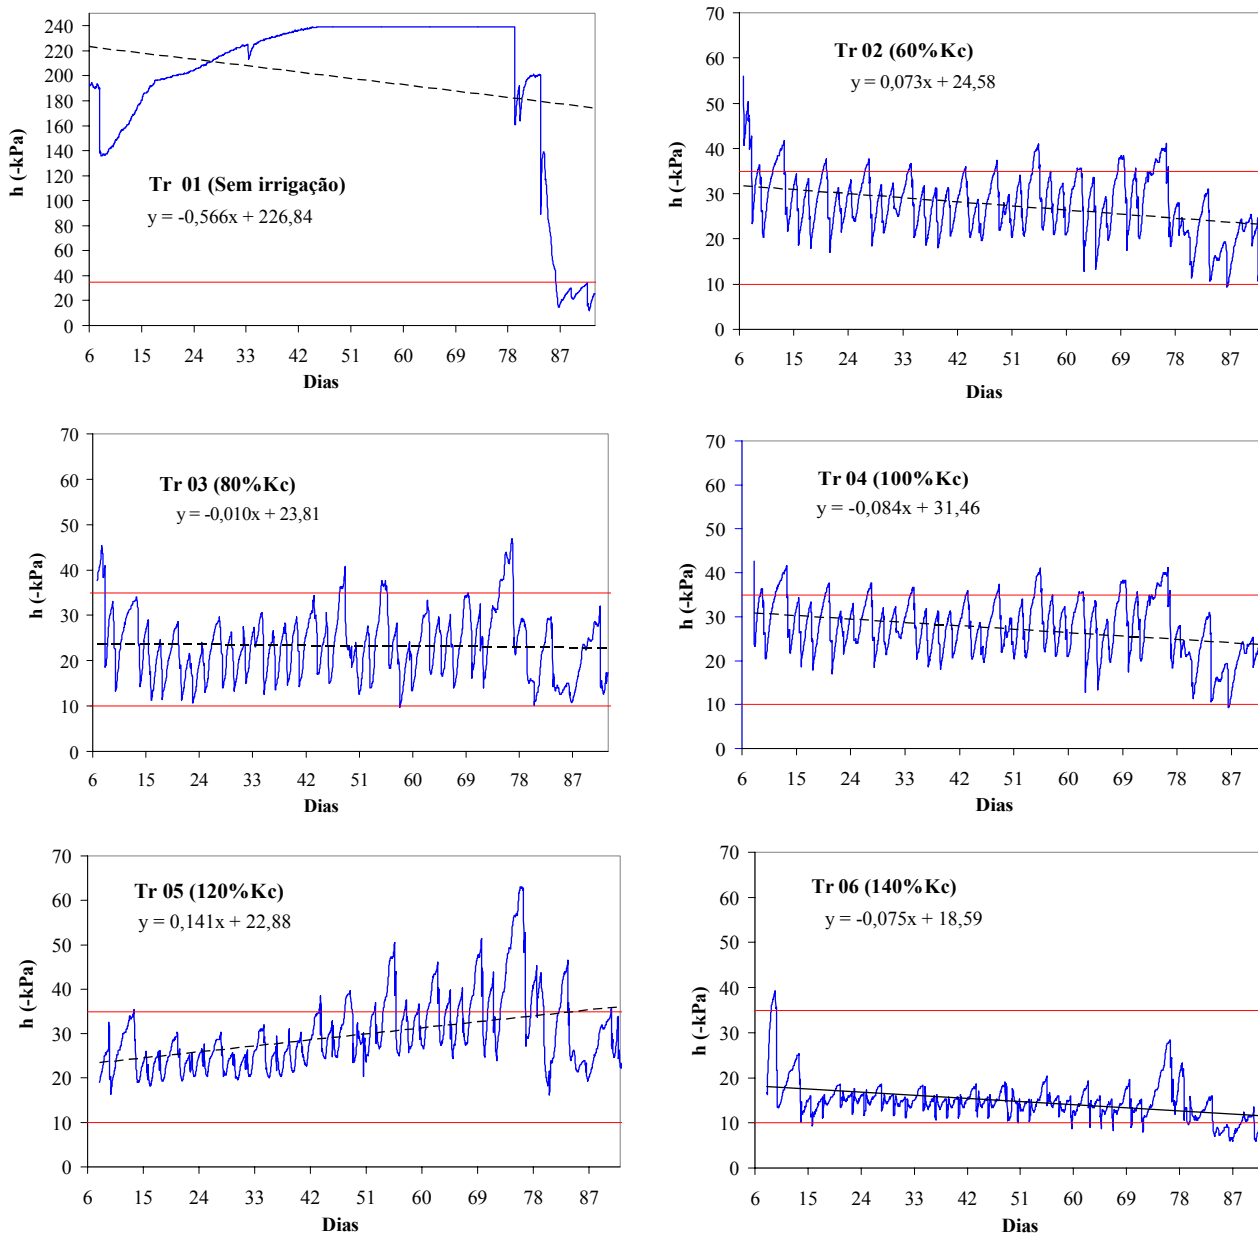 240
220
200
180
160
140
120
100
80
60
40
20
0
h (-kPa)
Tr 01 (Sem irrigação)
y = -0,566x + 226,84
6 15 24 33 42 51 60 69 78 87
Dias
70
60
50
40
30
20
10
0
h (-kPa)
Tr 02 (60%Kc)
y = 0,073x + 24,58
6 15 24 33 42 51 60 69 78 87
Dias
70
60
50
40
30
20
10
0
h (-kPa)
Tr 03 (80%Kc)
y = -0,010x + 23,81
6 15 24 33 42 51 60 69 78 87
Dias
70
60
50
40
30
20
10
0
h (-kPa)
Tr 04 (100%Kc)
y = -0,084x + 31,46
6 15 24 33 42 51 60 69 78 87
Dias
70
60
50
40
30
20
10
0
h (-kPa)
Tr 05 (120%Kc)
y = 0,141x + 22,88
6 15 24 33 42 51 60 69 78 87
Dias
70
60
50
40
30
20
10
0
h (-kPa)
Tr 06 (140%Kc)
y = -0,075x + 18,59
6 15 24 33 42 51 60 69 78 87
Dias